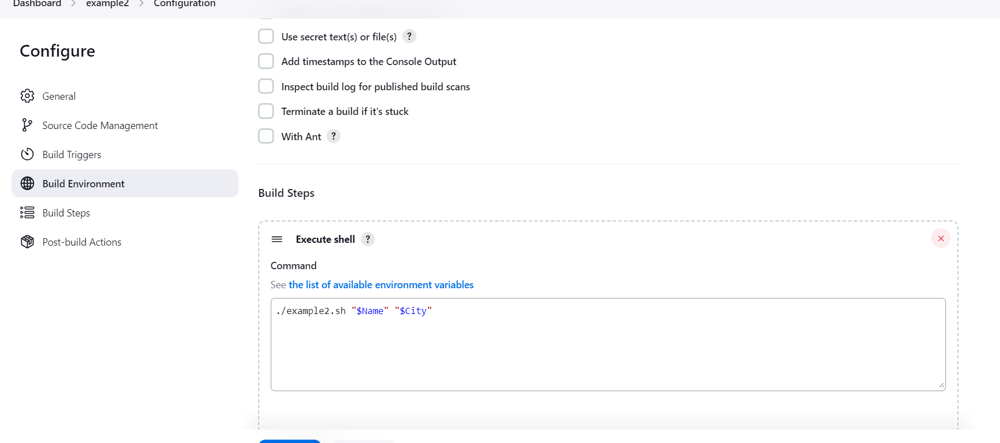 Dashboard > example2 > Configuration
Configure
General
Source Code Management
Build Triggers
Build Environment
Build Steps
Post-build Actions
Use secret text(s) or file(s) ?
Add timestamps to the Console Output
Inspect build log for published build scans
Terminate a build if it's stuck
With Ant ?
Build Steps
Execute shell ?
Command
See the list of available environment variables
./example2.sh "$Name" "$City"